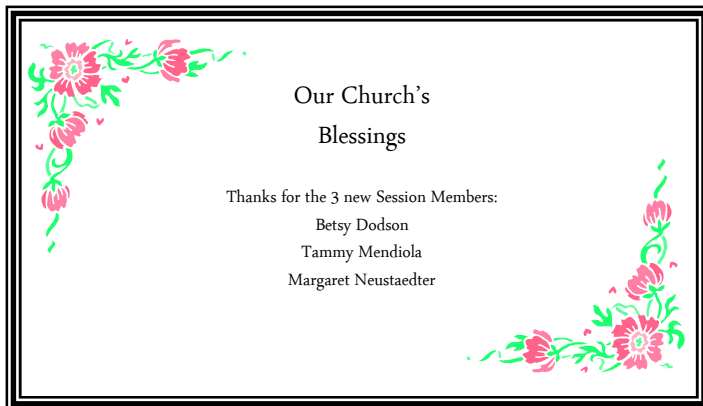 Our Church’s
Blessings
Thanks for the 3 new Session Members:
Betsy Dodson
Tammy Mendiola
Margaret Neustaedter